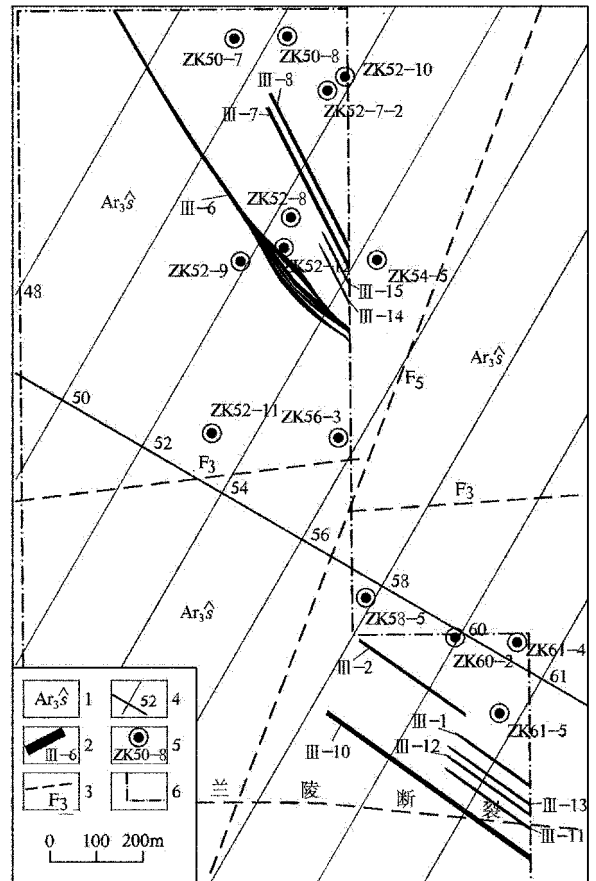 ZK50-7
ZK50-8
ZK52-10
Ⅲ-8
ZK52-7-2
Ⅲ-7
Ar₃ŝ
Ⅲ-6
ZK52-8
ZK52-9
ZK54-5
48
Ⅲ-15
Ⅲ-14
Ar₃ŝ
F₅
50
ZK52-11
ZK56-3
52
F₃
54
F₃
56
58
Ar₃ŝ
ZK58-5
60
ZK61-4
ZK60-2
61
Ⅲ-2
Ⅲ-1
ZK61-5
Ⅲ-10
Ⅲ-12
兰 陵 断 裂
Ⅲ-13
Ⅲ-11
Ar₃ŝ 1
52 4
Ⅲ-6 2
ZK50-8 5
F₃ 3
6
0 100 200m